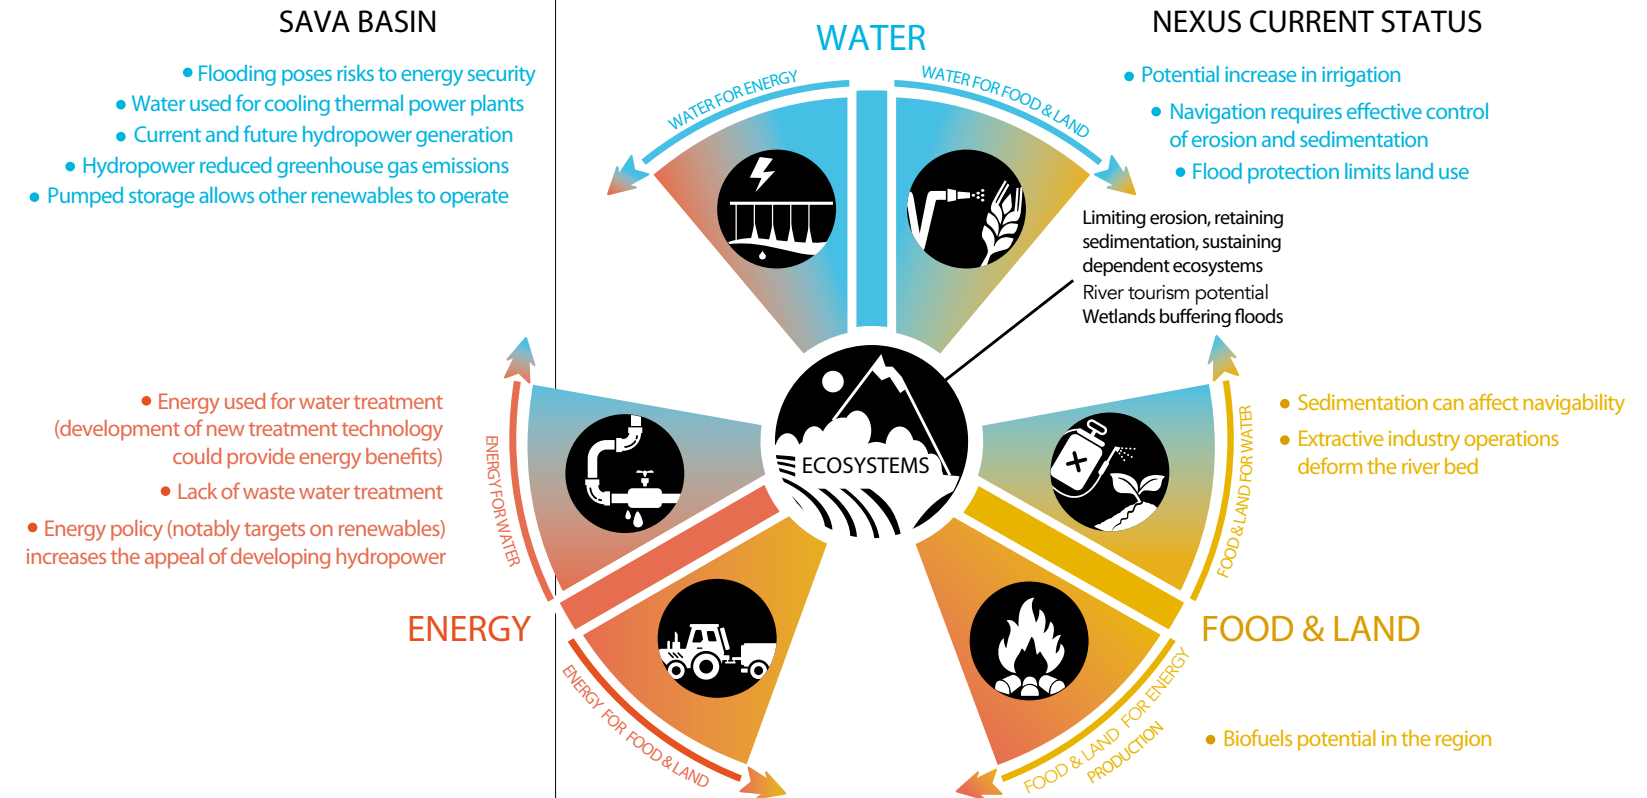 SAVA BASIN
NEXUS CURRENT STATUS
WATER
• Flooding poses risks to energy security
• Water used for cooling thermal power plants
• Current and future hydropower generation
• Hydropower reduced greenhouse gas emissions
• Pumped storage allows other renewables to operate
WATER FOR ENERGY
WATER FOR FOOD & LAND
• Potential increase in irrigation
• Navigation requires effective control
of erosion and sedimentation
• Flood protection limits land use
Limiting erosion, retaining
sedimentation, sustaining
dependent ecosystems
River tourism potential
Wetlands buffering floods
ECOSYSTEMS
• Energy used for water treatment
(development of new treatment technology
could provide energy benefits)
• Lack of waste water treatment
• Energy policy (notably targets on renewables)
increases the appeal of developing hydropower
ENERGY FOR WATER
ENERGY
ENERGY FOR FOOD & LAND
FOOD & LAND FOR WATER
• Sedimentation can affect navigability
• Extractive industry operations
deform the river bed
FOOD & LAND
FOOD & LAND FOR ENERGY
PRODUCTION
• Biofuels potential in the region